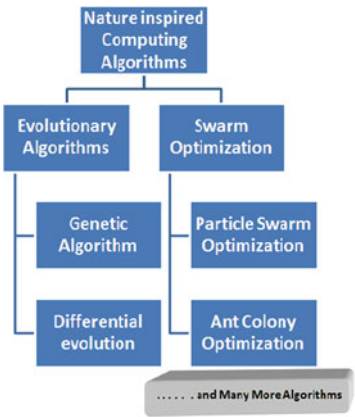 Nature inspired
Computing
Algorithms
Evolutionary
Algorithms
Swarm
Optimization
Genetic
Algorithm
Particle Swarm
Optimization
Differential
evolution
Ant Colony
Optimization
...... and Many More Algorithms